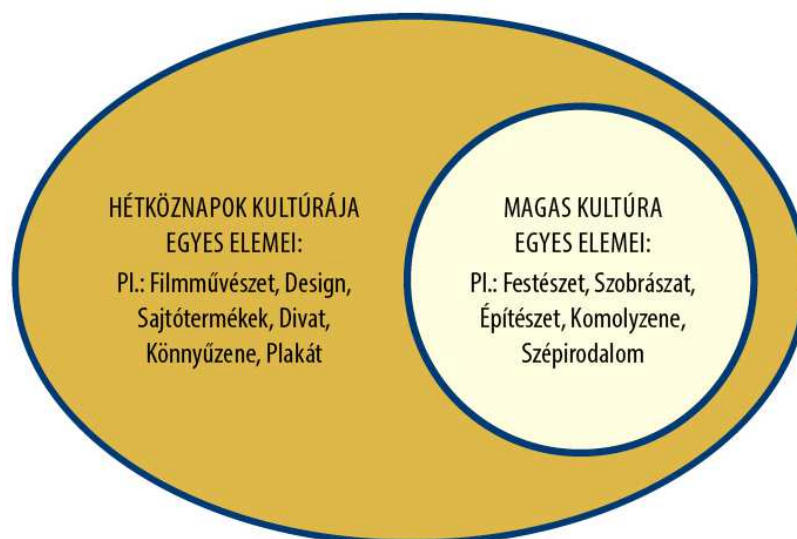 HÉTKÖZNAPOK KULTÚRÁJA
EGYES ELEMEI:
Pl.: Filmművészet, Design,
Sajtótermékek, Divat,
Könnyűzene, Plakát
MAGAS KULTÚRA
EGYES ELEMEI:
Pl.: Festészet, Szobrászat,
Építészet, Komolyzene,
Szépirodalom